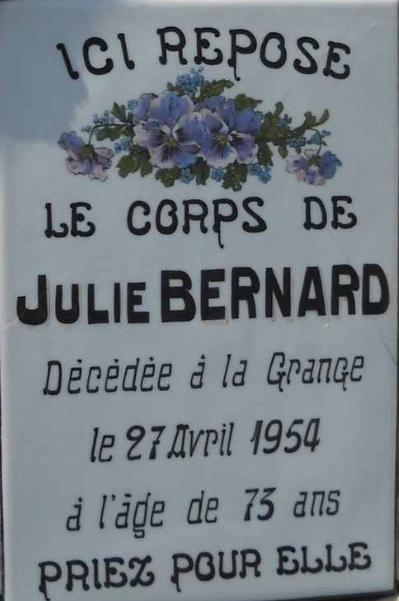 ICI REPOSE
LE CORPS DE
JULIE BERNARD
Dècèdèe à la Grange
le 27 Avril 1954
à l'âge de 73 ans
PRIEZ POUR ELLE